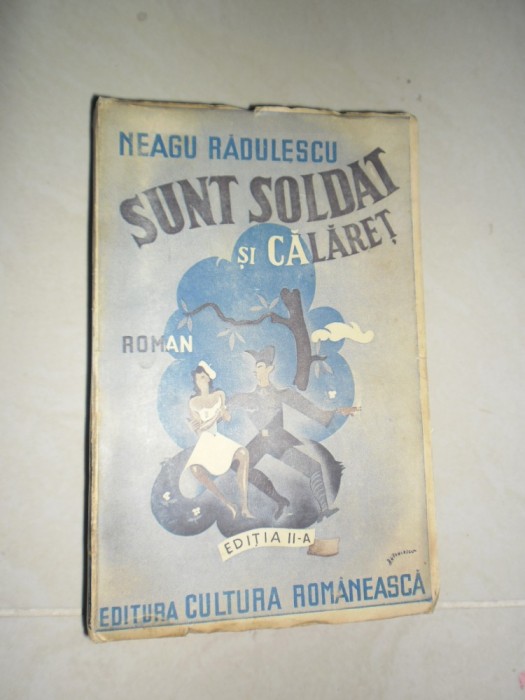 NEAGU RĂDULESCU
SUNT SOLDAT
ȘI CĂLĂREȚ
ROMAN
EDIȚIA II-A
EDITURA CULTURA ROMÂNEASCĂ